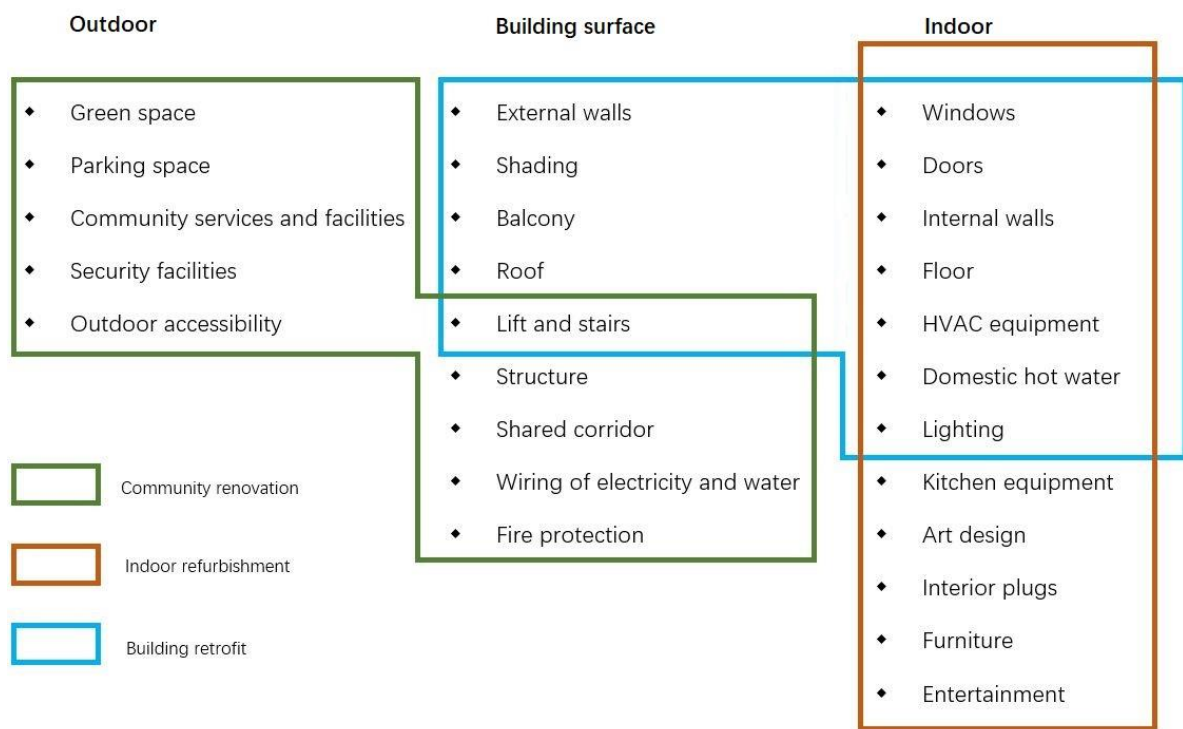 Outdoor
Green space
Parking space
Community services and facilities
Security facilities
Outdoor accessibility
Building surface
External walls
Shading
Balcony
Roof
Lift and stairs
Structure
Shared corridor
Wiring of electricity and water
Fire protection
Indoor
Windows
Doors
Internal walls
Floor
HVAC equipment
Domestic hot water
Lighting
Kitchen equipment
Art design
Interior plugs
Furniture
Entertainment
Community renovation
Indoor refurbishment
Building retrofit